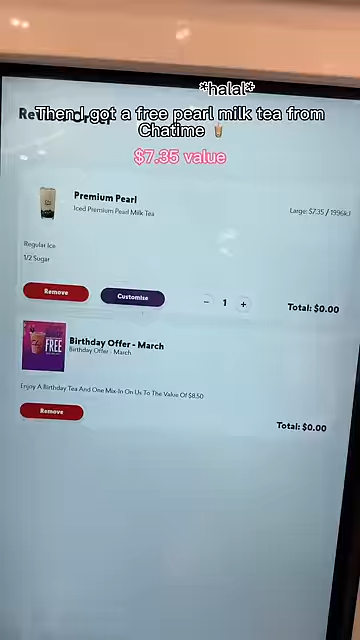 *halal*
Then I got a free pearl milk tea from
Chatime 🧋
$7.35 value
Premium Pearl
Iced Premium Pearl Milk Tea
Large: $7.35 / 1996kJ
Regular Ice
1/2 Sugar
Remove
Customise
− 1 +
Total: $0.00
FREE
Birthday Offer - March
Birthday Offer - March
Enjoy A Birthday Tea And One Mix-In On Us To The Value Of $8.50
Remove
Total: $0.00